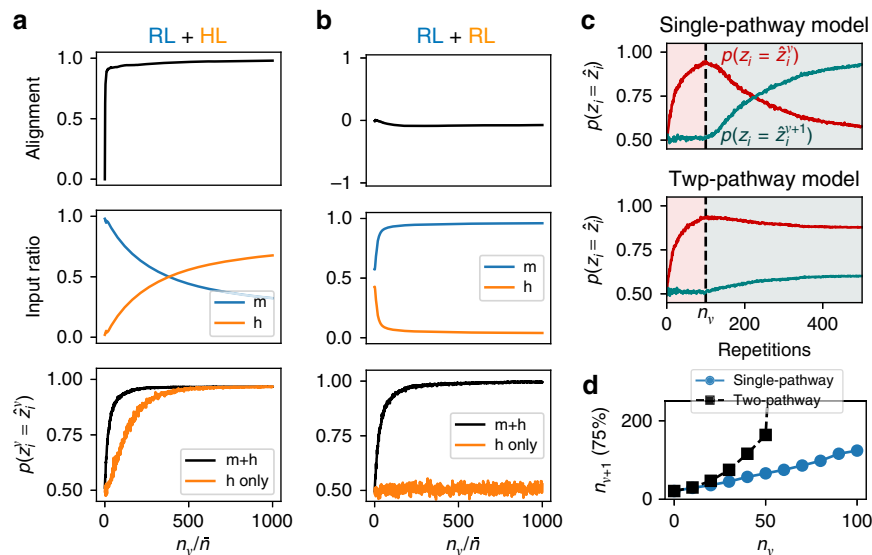 a
RL + HL
Alignment
1.0
0.5
0.0
Input ratio
1.0
0.5
0.0
m
h
p(z_i^ν = ẑ_i^ν)
1.00
0.75
0.50
m+h
h only
0
500
1000
n_ν/n̄
b
RL + RL
1
0
−1
1.0
0.5
0.0
m
h
1.00
0.75
0.50
m+h
h only
0
500
1000
n_ν/n̄
c
Single-pathway model
p(z_i = ẑ_i)
1.00
0.75
0.50
p(z_i = ẑ_i^ν)
p(z_i = ẑ_i^{ν+1})
Twp-pathway model
p(z_i = ẑ_i)
1.00
0.75
0.50
0
n_ν
200
400
Repetitions
d
Single-pathway
Two-pathway
n_{ν+1} (75%)
200
0
0
50
100
n_ν